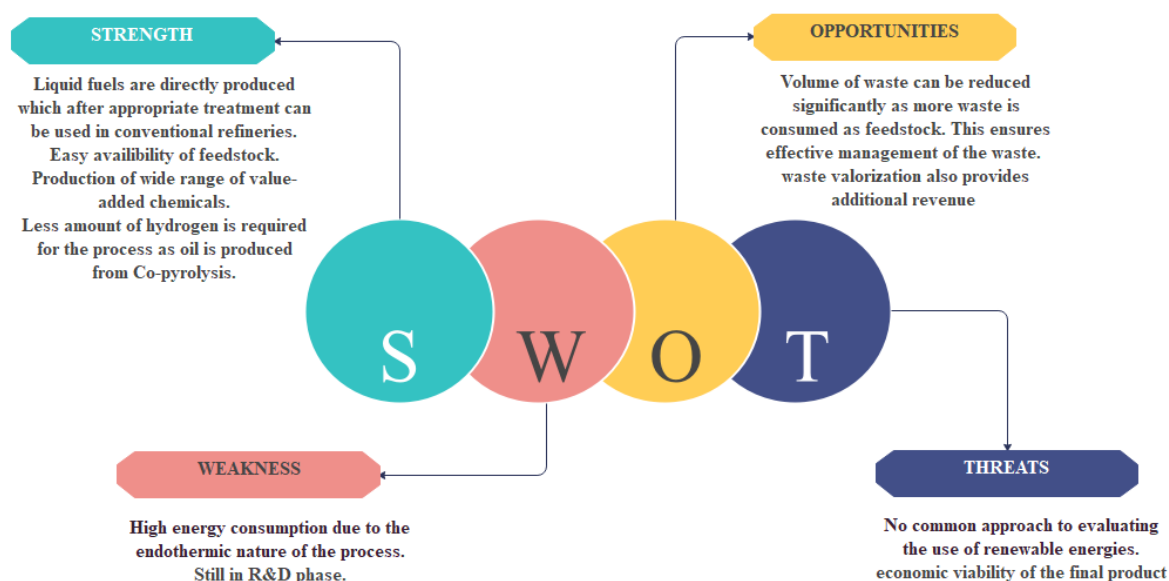 STRENGTH
Liquid fuels are directly produced
which after appropriate treatment can
be used in conventional refineries.
Easy availibility of feedstock.
Production of wide range of value-
added chemicals.
Less amount of hydrogen is required
for the process as oil is produced
from Co-pyrolysis.
OPPORTUNITIES
Volume of waste can be reduced
significantly as more waste is
consumed as feedstock. This ensures
effective management of the waste.
waste valorization also provides
additional revenue
S W O T
WEAKNESS
High energy consumption due to the
endothermic nature of the process.
Still in R&D phase.
THREATS
No common approach to evaluating
the use of renewable energies.
economic viability of the final product